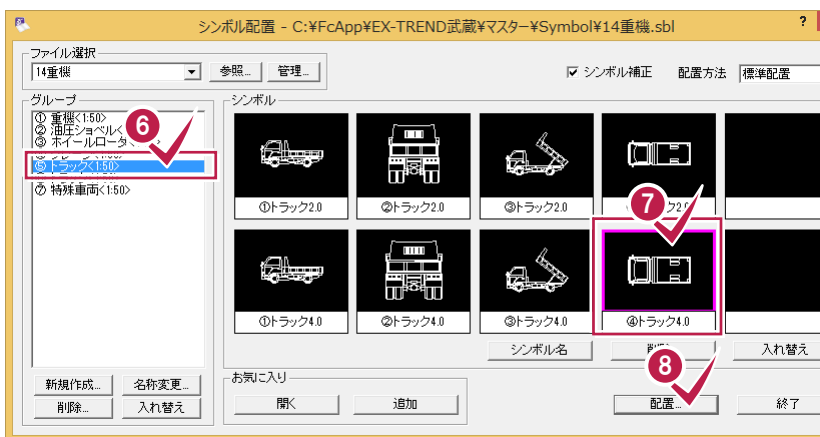 シンボル配置 - C:¥FcApp¥EX-TREND武蔵¥マスター¥Symbol¥14重機.sbl
?
ファイル選択
14重機
参照...
管理...
シンボル補正
配置方法
標準配置
グループ
① 重機<1:50>
② 油圧ショベル<
③ ホイールロータ
⑤ トラック<1:50>
⑦ 特殊車両<1:50>
6
シンボル
①トラック2.0
②トラック2.0
③トラック2.0
7
①トラック4.0
②トラック4.0
③トラック4.0
④トラック4.0
シンボル名
入れ替え
8
新規作成...
名称変更...
削除...
入れ替え
お気に入り
開く
追加
配置...
終了